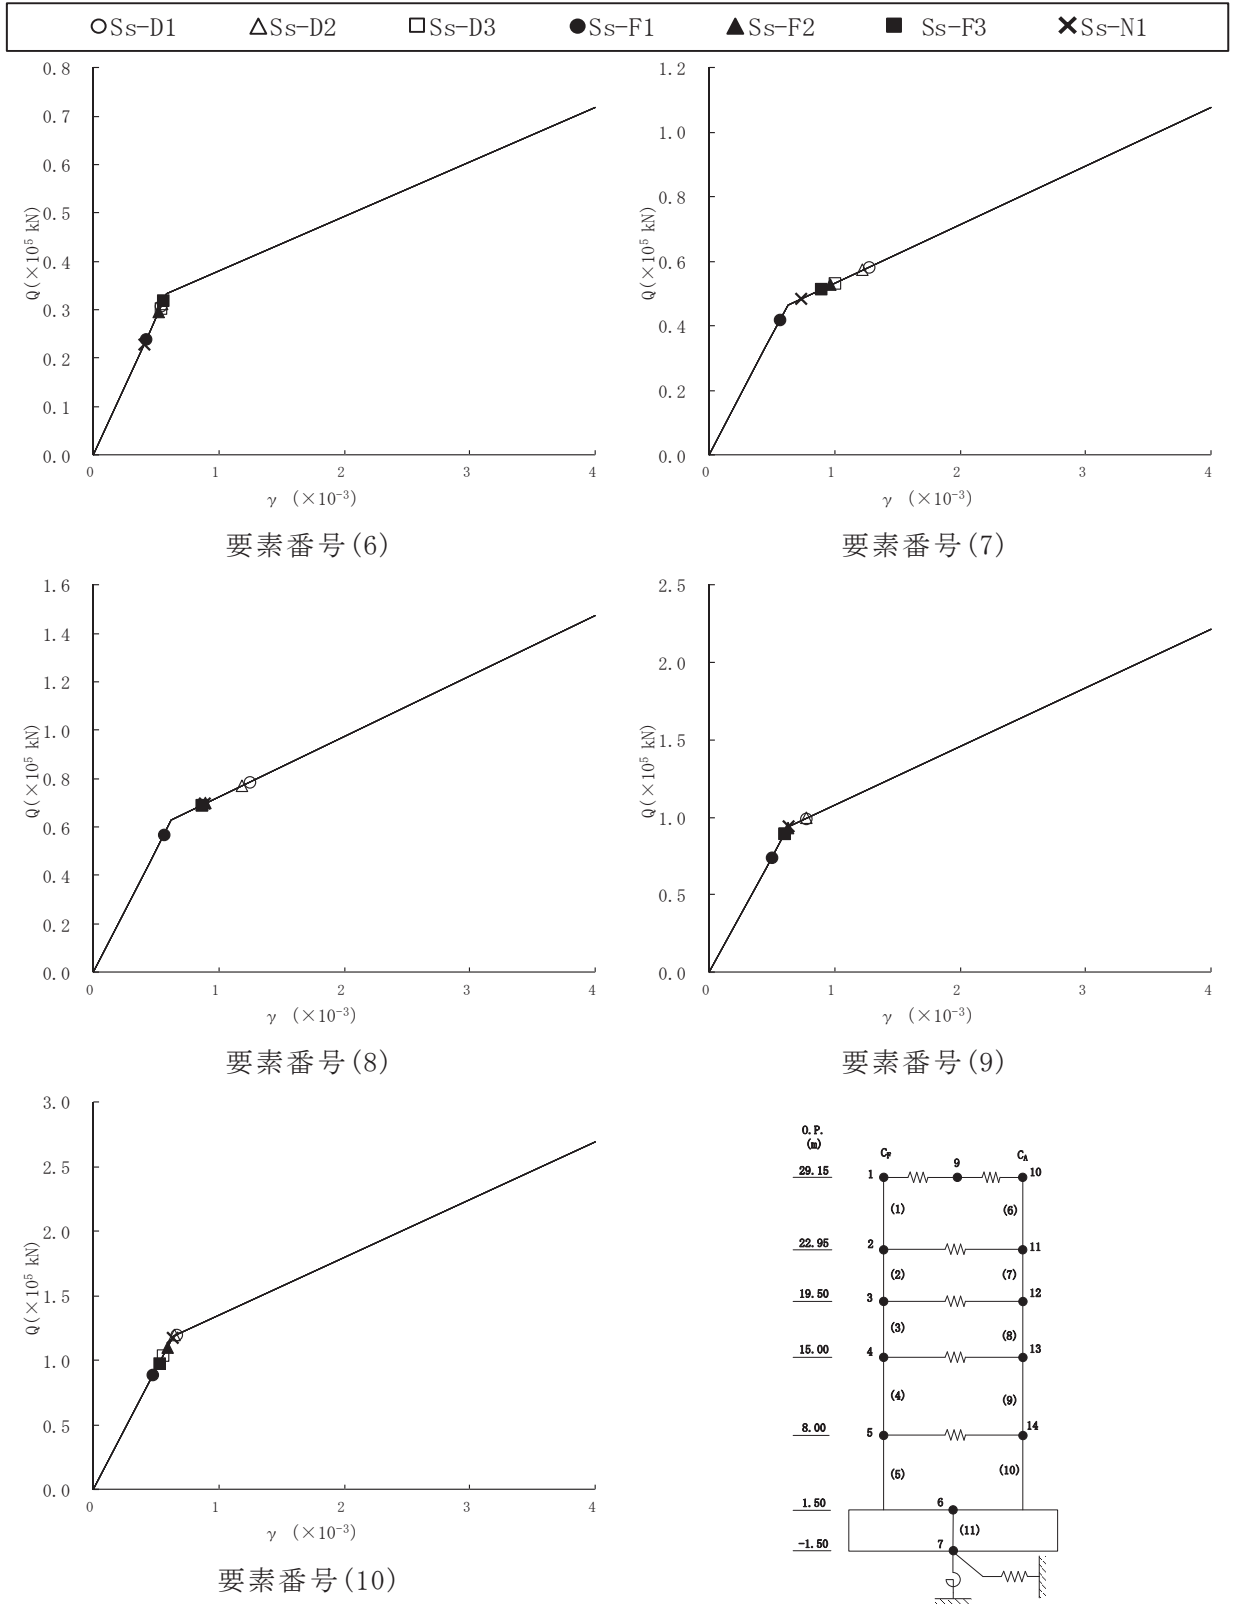 Ss-D1 Ss-D2 Ss-D3 Ss-F1 Ss-F2 Ss-F3 Ss-N1
0.8
0.7
0.6
0.5
0.4
0.3
0.2
0.1
0.0
Q(×10⁵ kN)
0 1 2 3 4
γ (×10⁻³)
要素番号(6)
1.2
1.0
0.8
0.6
0.4
0.2
0.0
Q(×10⁵ kN)
0 1 2 3 4
γ (×10⁻³)
要素番号(7)
1.6
1.4
1.2
1.0
0.8
0.6
0.4
0.2
0.0
Q(×10⁵ kN)
0 1 2 3 4
γ (×10⁻³)
要素番号(8)
2.5
2.0
1.5
1.0
0.5
0.0
Q(×10⁵ kN)
0 1 2 3 4
γ (×10⁻³)
要素番号(9)
3.0
2.5
2.0
1.5
1.0
0.5
0.0
Q(×10⁵ kN)
0 1 2 3 4
γ (×10⁻³)
要素番号(10)
O.P.
(m)
C_F C_A
29.15 1 9 10
(1) (6)
22.95 2 11
(2) (7)
19.50 3 12
(3) (8)
15.00 4 13
(4) (9)
8.00 5 14
(5) (10)
1.50 6
(11)
-1.50 7